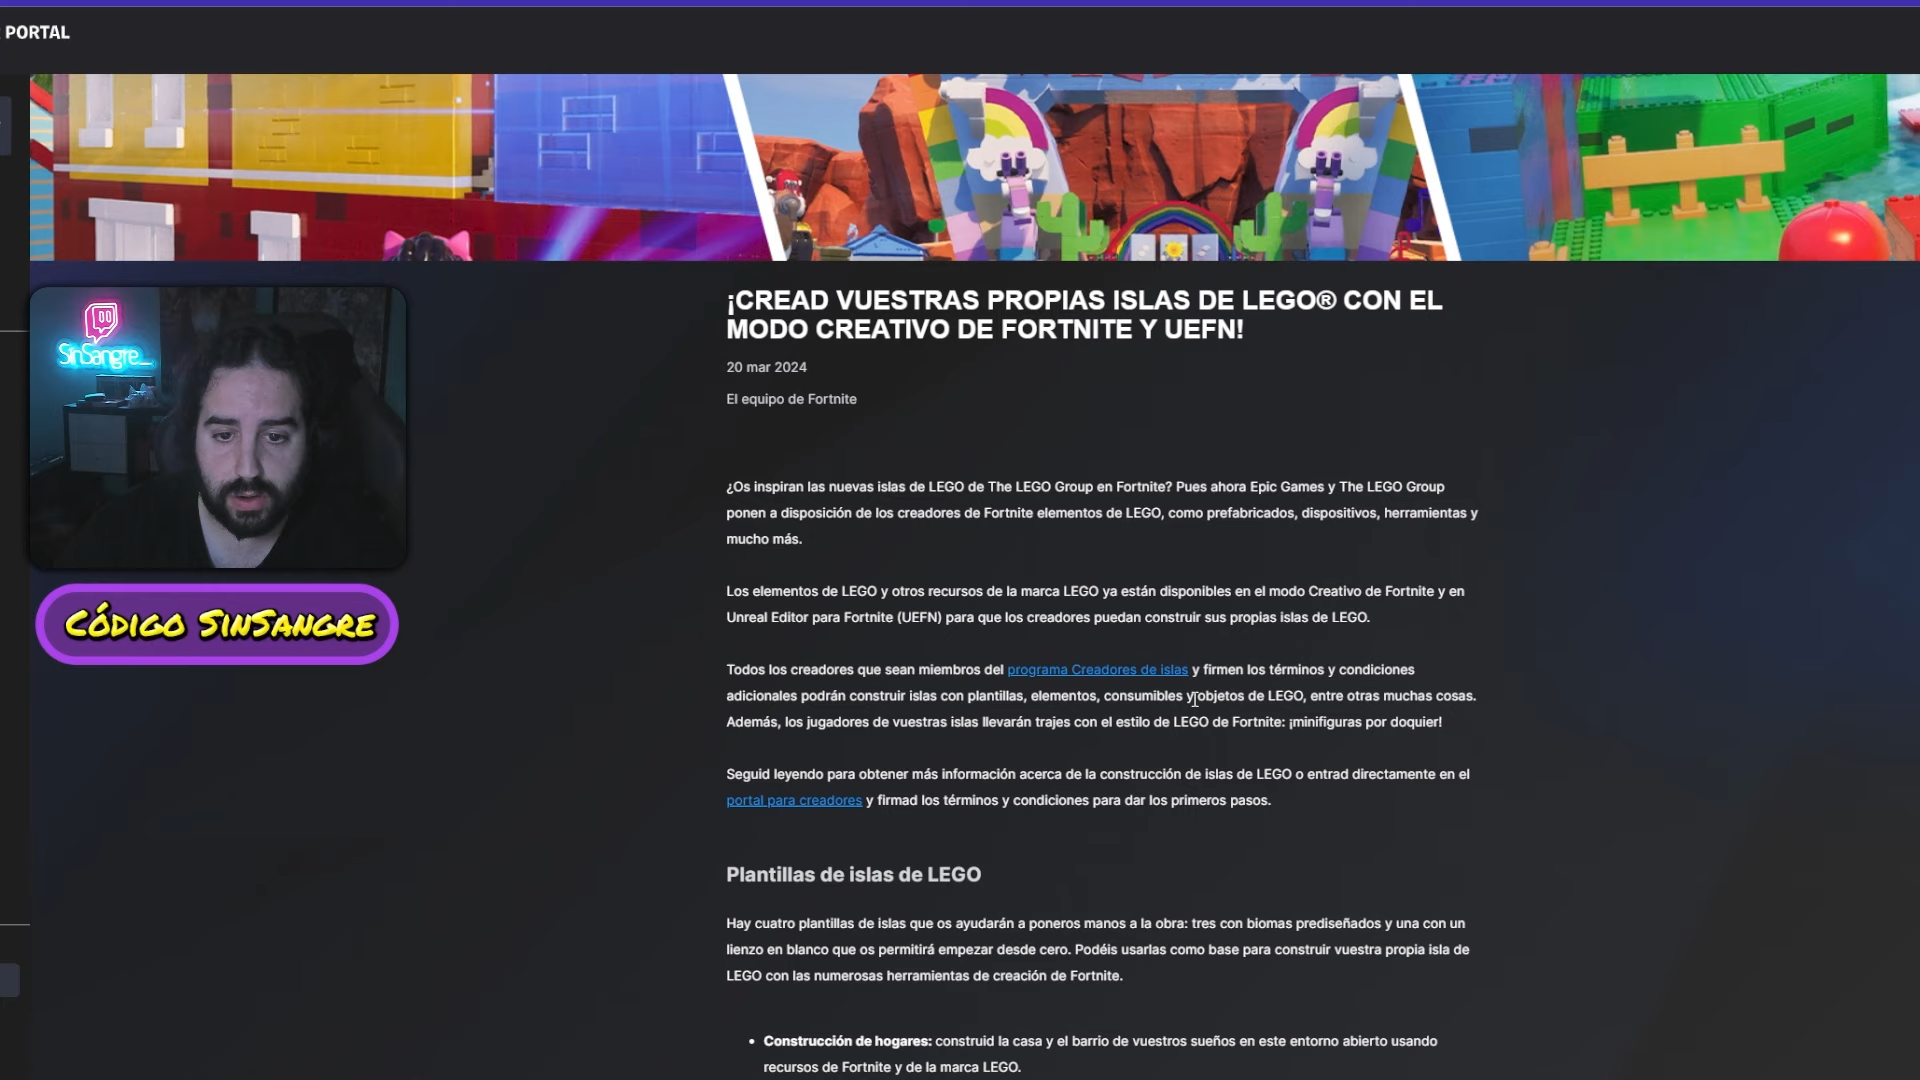 PORTAL
SinSangre_
CÓDIGO SINSANGRE
¡CREAD VUESTRAS PROPIAS ISLAS DE LEGO® CON EL
MODO CREATIVO DE FORTNITE Y UEFN!
20 mar 2024
El equipo de Fortnite
¿Os inspiran las nuevas islas de LEGO de The LEGO Group en Fortnite? Pues ahora Epic Games y The LEGO Group
ponen a disposición de los creadores de Fortnite elementos de LEGO, como prefabricados, dispositivos, herramientas y
mucho más.
Los elementos de LEGO y otros recursos de la marca LEGO ya están disponibles en el modo Creativo de Fortnite y en
Unreal Editor para Fortnite (UEFN) para que los creadores puedan construir sus propias islas de LEGO.
Todos los creadores que sean miembros del programa Creadores de islas y firmen los términos y condiciones
adicionales podrán construir islas con plantillas, elementos, consumibles y objetos de LEGO, entre otras muchas cosas.
Además, los jugadores de vuestras islas llevarán trajes con el estilo de LEGO de Fortnite: ¡minifiguras por doquier!
Seguid leyendo para obtener más información acerca de la construcción de islas de LEGO o entrad directamente en el
portal para creadores y firmad los términos y condiciones para dar los primeros pasos.
Plantillas de islas de LEGO
Hay cuatro plantillas de islas que os ayudarán a poneros manos a la obra: tres con biomas prediseñados y una con un
lienzo en blanco que os permitirá empezar desde cero. Podéis usarlas como base para construir vuestra propia isla de
LEGO con las numerosas herramientas de creación de Fortnite.
• Construcción de hogares: construid la casa y el barrio de vuestros sueños en este entorno abierto usando
recursos de Fortnite y de la marca LEGO.